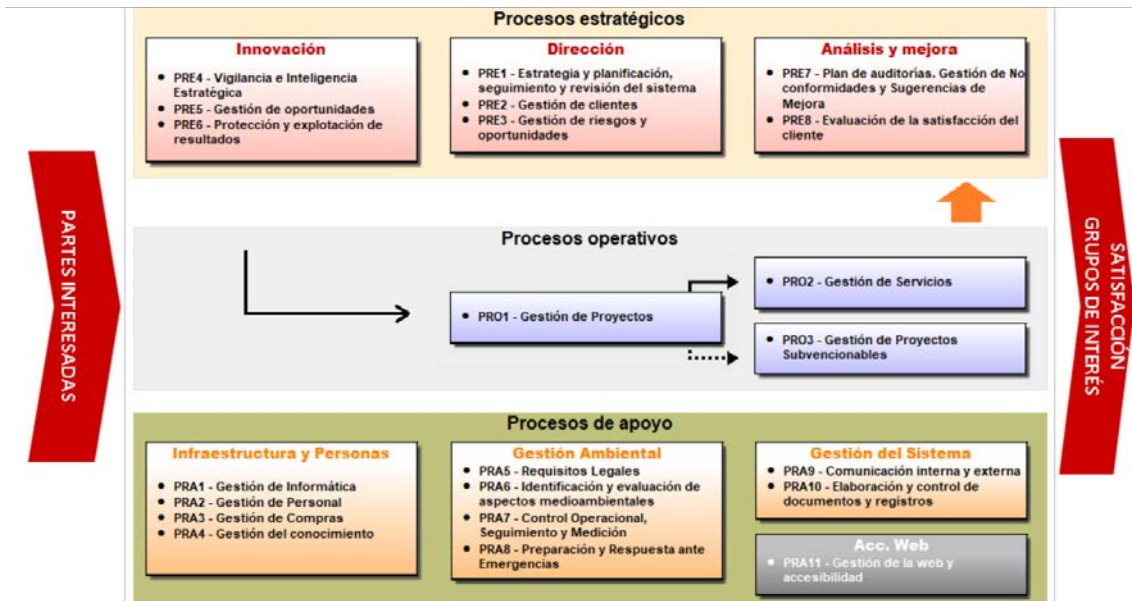 Procesos estratégicos
Innovación
• PRE4 - Vigilancia e Inteligencia
Estratégica
• PRE5 - Gestión de oportunidades
• PRE6 - Protección y explotación de
resultados
Dirección
• PRE1 - Estrategia y planificación,
seguimiento y revisión del sistema
• PRE2 - Gestión de clientes
• PRE3 - Gestión de riesgos y
oportunidades
Análisis y mejora
• PRE7 - Plan de auditorías. Gestión de No
conformidades y Sugerencias de
Mejora
• PRE8 - Evaluación de la satisfacción del
cliente
PARTES INTERESADAS
Procesos operativos
• PRO1 - Gestión de Proyectos
• PRO2 - Gestión de Servicios
• PRO3 - Gestión de Proyectos
Subvencionables
SATISFACCIÓN
GRUPOS DE INTERÉS
Procesos de apoyo
Infraestructura y Personas
• PRA1 - Gestión de Informática
• PRA2 - Gestión de Personal
• PRA3 - Gestión de Compras
• PRA4 - Gestión del conocimiento
Gestión Ambiental
• PRA5 - Requisitos Legales
• PRA6 - Identificación y evaluación de
aspectos medioambientales
• PRA7 - Control Operacional,
Seguimiento y Medición
• PRA8 - Preparación y Respuesta ante
Emergencias
Gestión del Sistema
• PRA9 - Comunicación interna y externa
• PRA10 - Elaboración y control de
documentos y registros
Acc. Web
• PRA11 - Gestión de la web y
accesibilidad